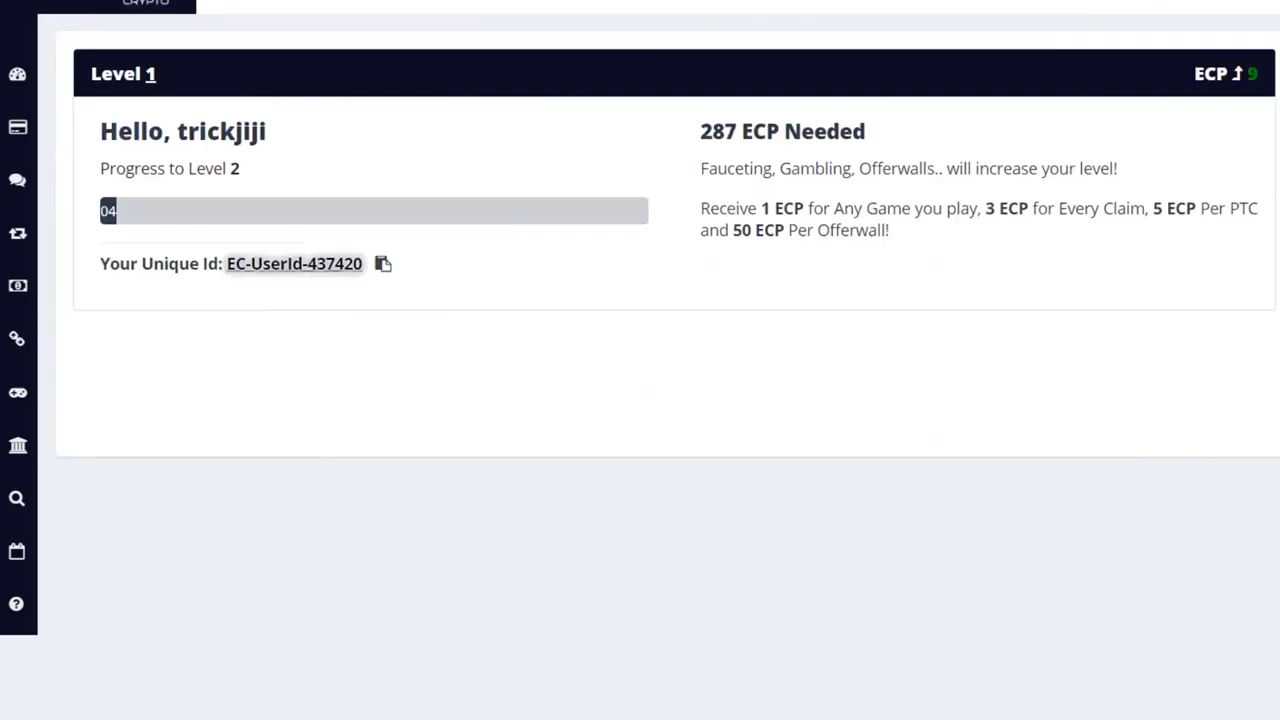 CRYPTO
Level 1
ECP 9
Hello, trickjiji
287 ECP Needed
Progress to Level 2
Fauceting, Gambling, Offerwalls.. will increase your level!
04
Receive 1 ECP for Any Game you play, 3 ECP for Every Claim, 5 ECP Per PTC
and 50 ECP Per Offerwall!
Your Unique Id: EC-UserId-437420